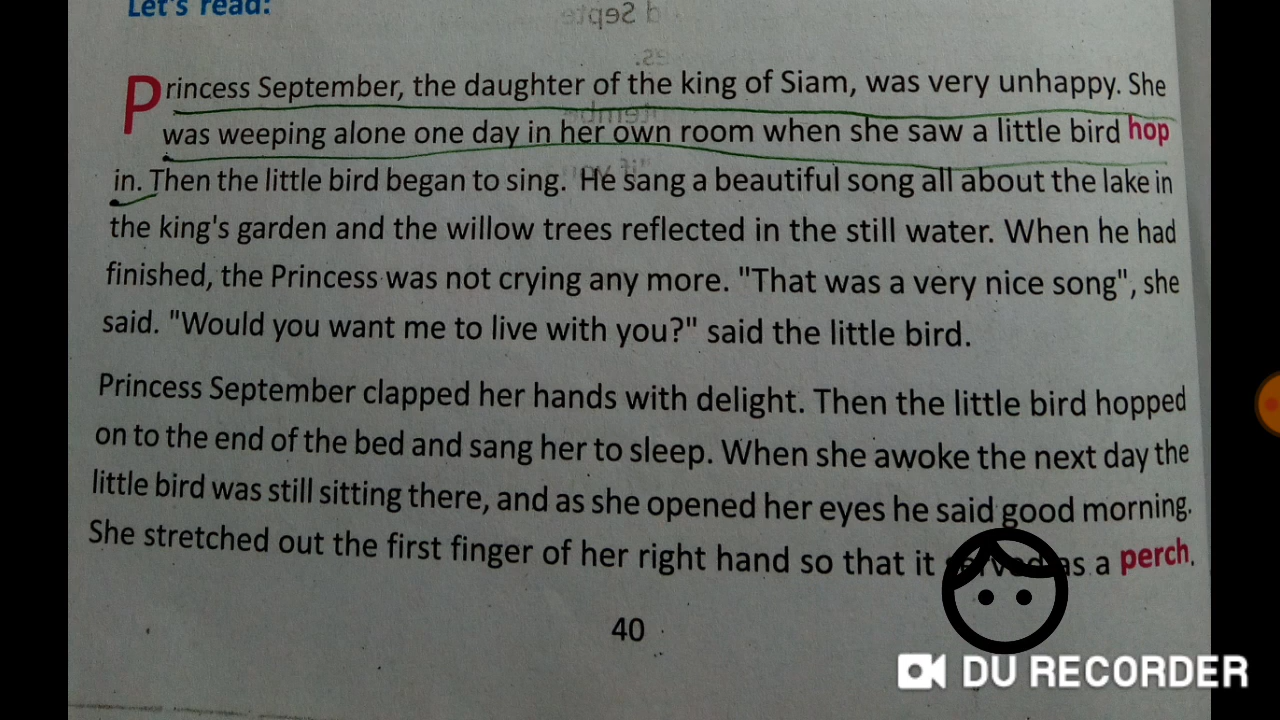 Let's read:
Princess September, the daughter of the king of Siam, was very unhappy. She
was weeping alone one day in her own room when she saw a little bird hop
in. Then the little bird began to sing. He sang a beautiful song all about the lake in
the king's garden and the willow trees reflected in the still water. When he had
finished, the Princess was not crying any more. "That was a very nice song", she
said. "Would you want me to live with you?" said the little bird.
Princess September clapped her hands with delight. Then the little bird hopped
on to the end of the bed and sang her to sleep. When she awoke the next day the
little bird was still sitting there, and as she opened her eyes he said good morning.
She stretched out the first finger of her right hand so that it served as a perch.
40
DU RECORDER